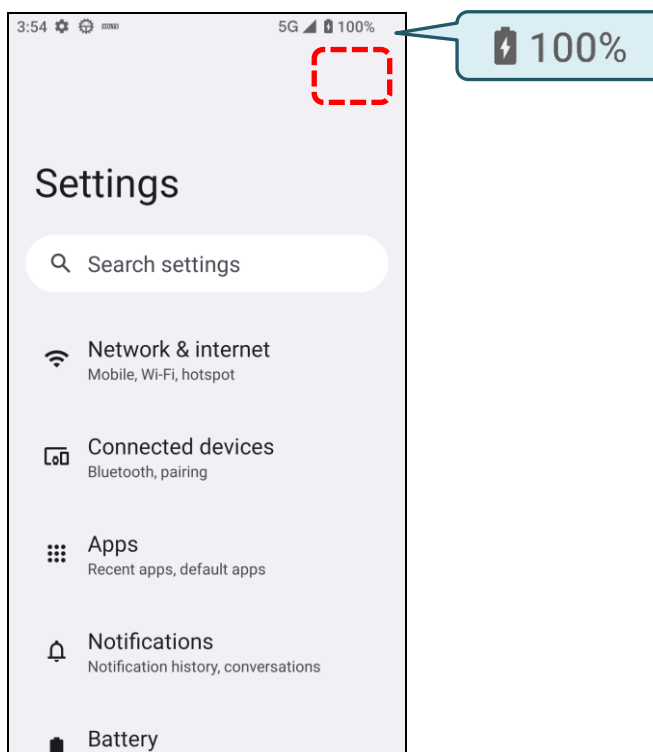 3:54 VoLTE 5G 100%
100%
Settings
Search settings
Network & internet
Mobile, Wi-Fi, hotspot
Connected devices
Bluetooth, pairing
Apps
Recent apps, default apps
Notifications
Notification history, conversations
Battery